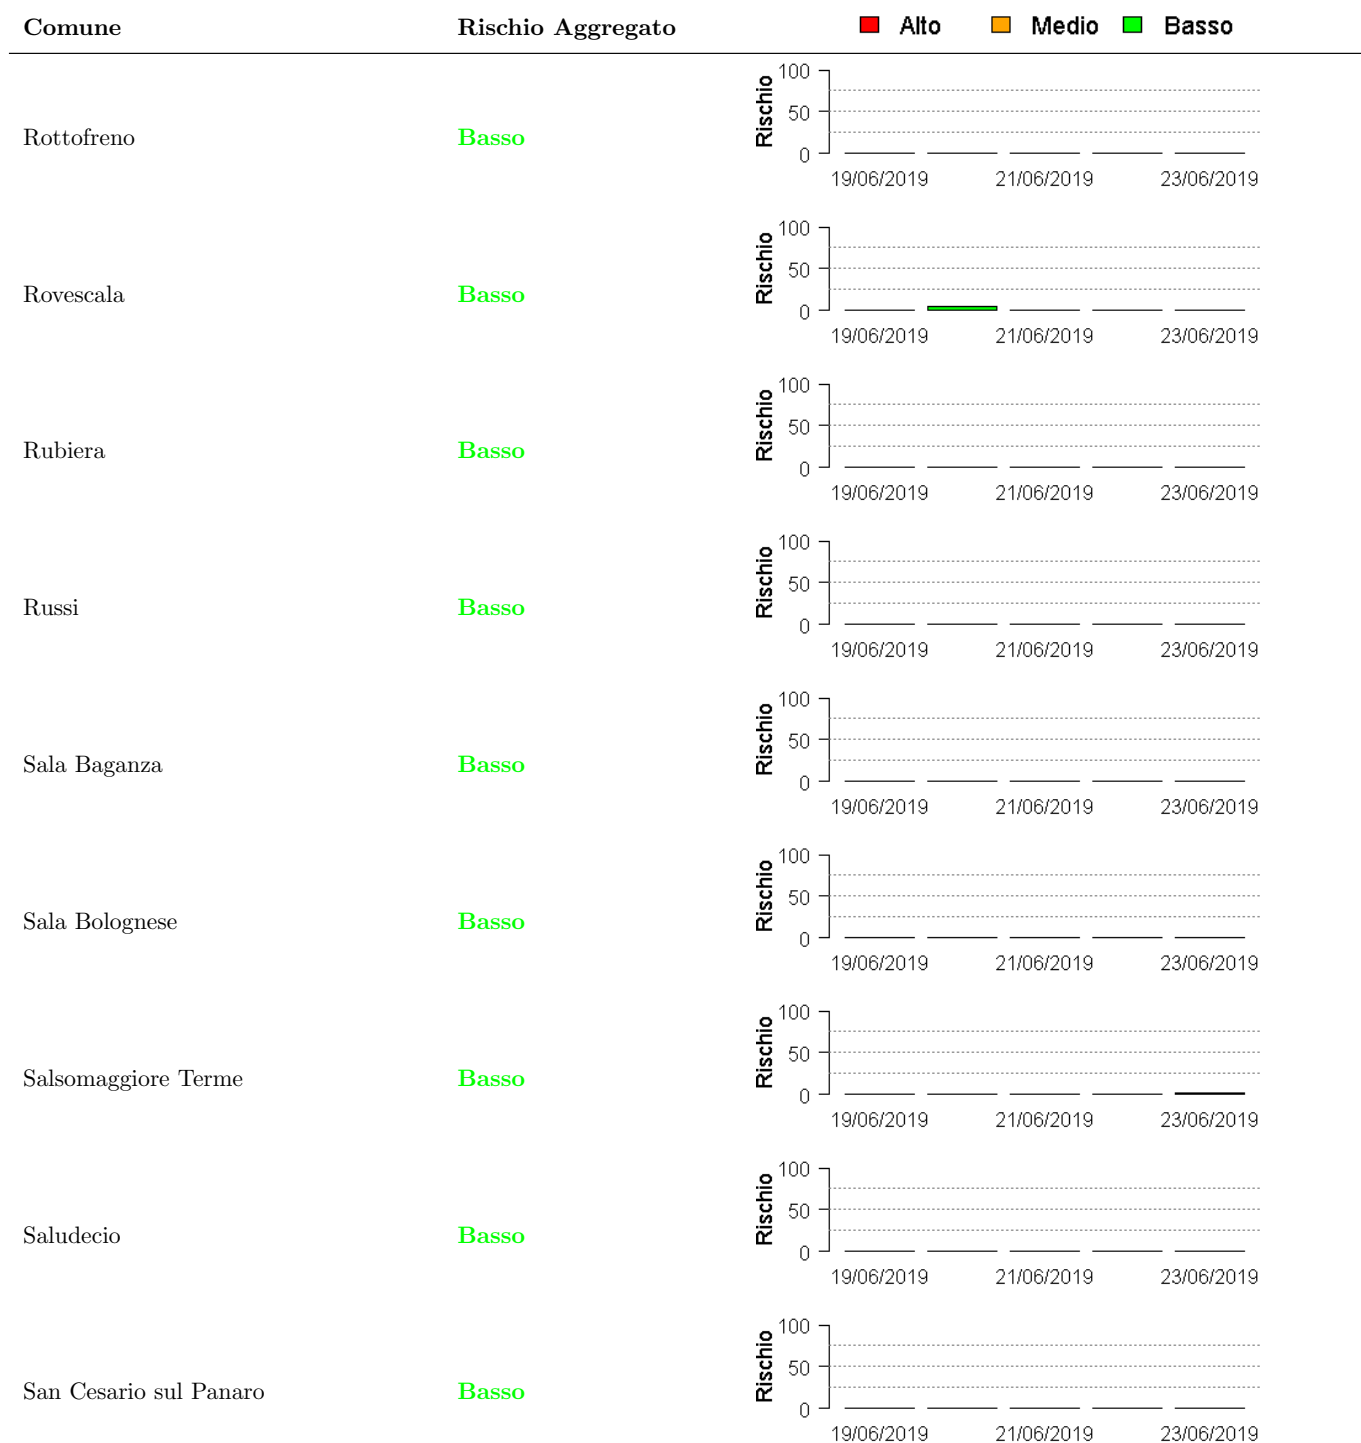 Comune Rischio Aggregato Alto Medio Basso
Rottofreno Basso Rischio 100 50 0
19/06/2019 21/06/2019 23/06/2019
Rovescala Basso Rischio 100 50 0
19/06/2019 21/06/2019 23/06/2019
Rubiera Basso Rischio 100 50 0
19/06/2019 21/06/2019 23/06/2019
Russi Basso Rischio 100 50 0
19/06/2019 21/06/2019 23/06/2019
Sala Baganza Basso Rischio 100 50 0
19/06/2019 21/06/2019 23/06/2019
Sala Bolognese Basso Rischio 100 50 0
19/06/2019 21/06/2019 23/06/2019
Salsomaggiore Terme Basso Rischio 100 50 0
19/06/2019 21/06/2019 23/06/2019
Saludecio Basso Rischio 100 50 0
19/06/2019 21/06/2019 23/06/2019
San Cesario sul Panaro Basso Rischio 100 50 0
19/06/2019 21/06/2019 23/06/2019